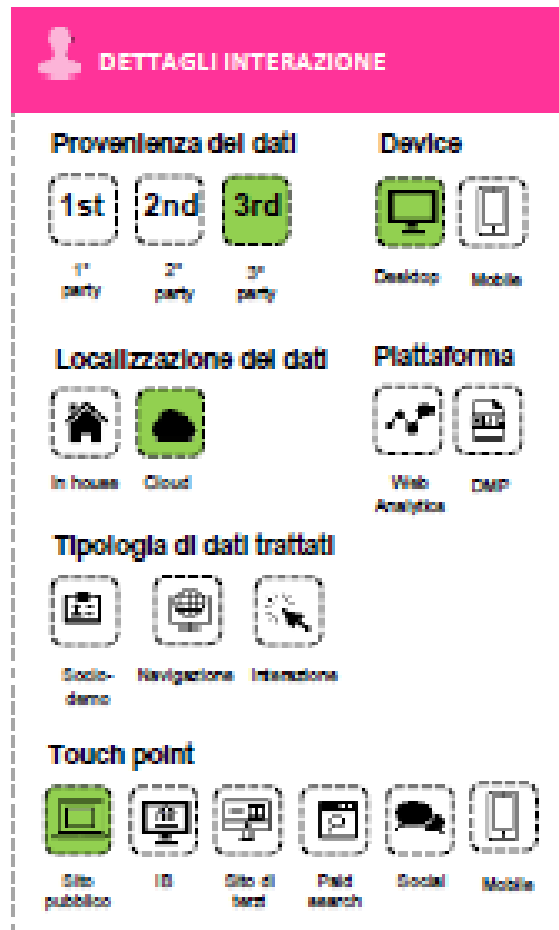 DETTAGLI INTERAZIONE
Provenienza dei dati
Device
1st
2nd
3rd
1°
party
2°
party
3°
party
Desktop
Mobile
Localizzazione dei dati
Piattaforma
In house
Cloud
Web
Analytics
DMP
Tipologia di dati trattati
Socio-
demo
Navigazione
Interazione
Touch point
Sito
pubblico
IB
Sito di
terzi
Paid
search
Social
Mobile